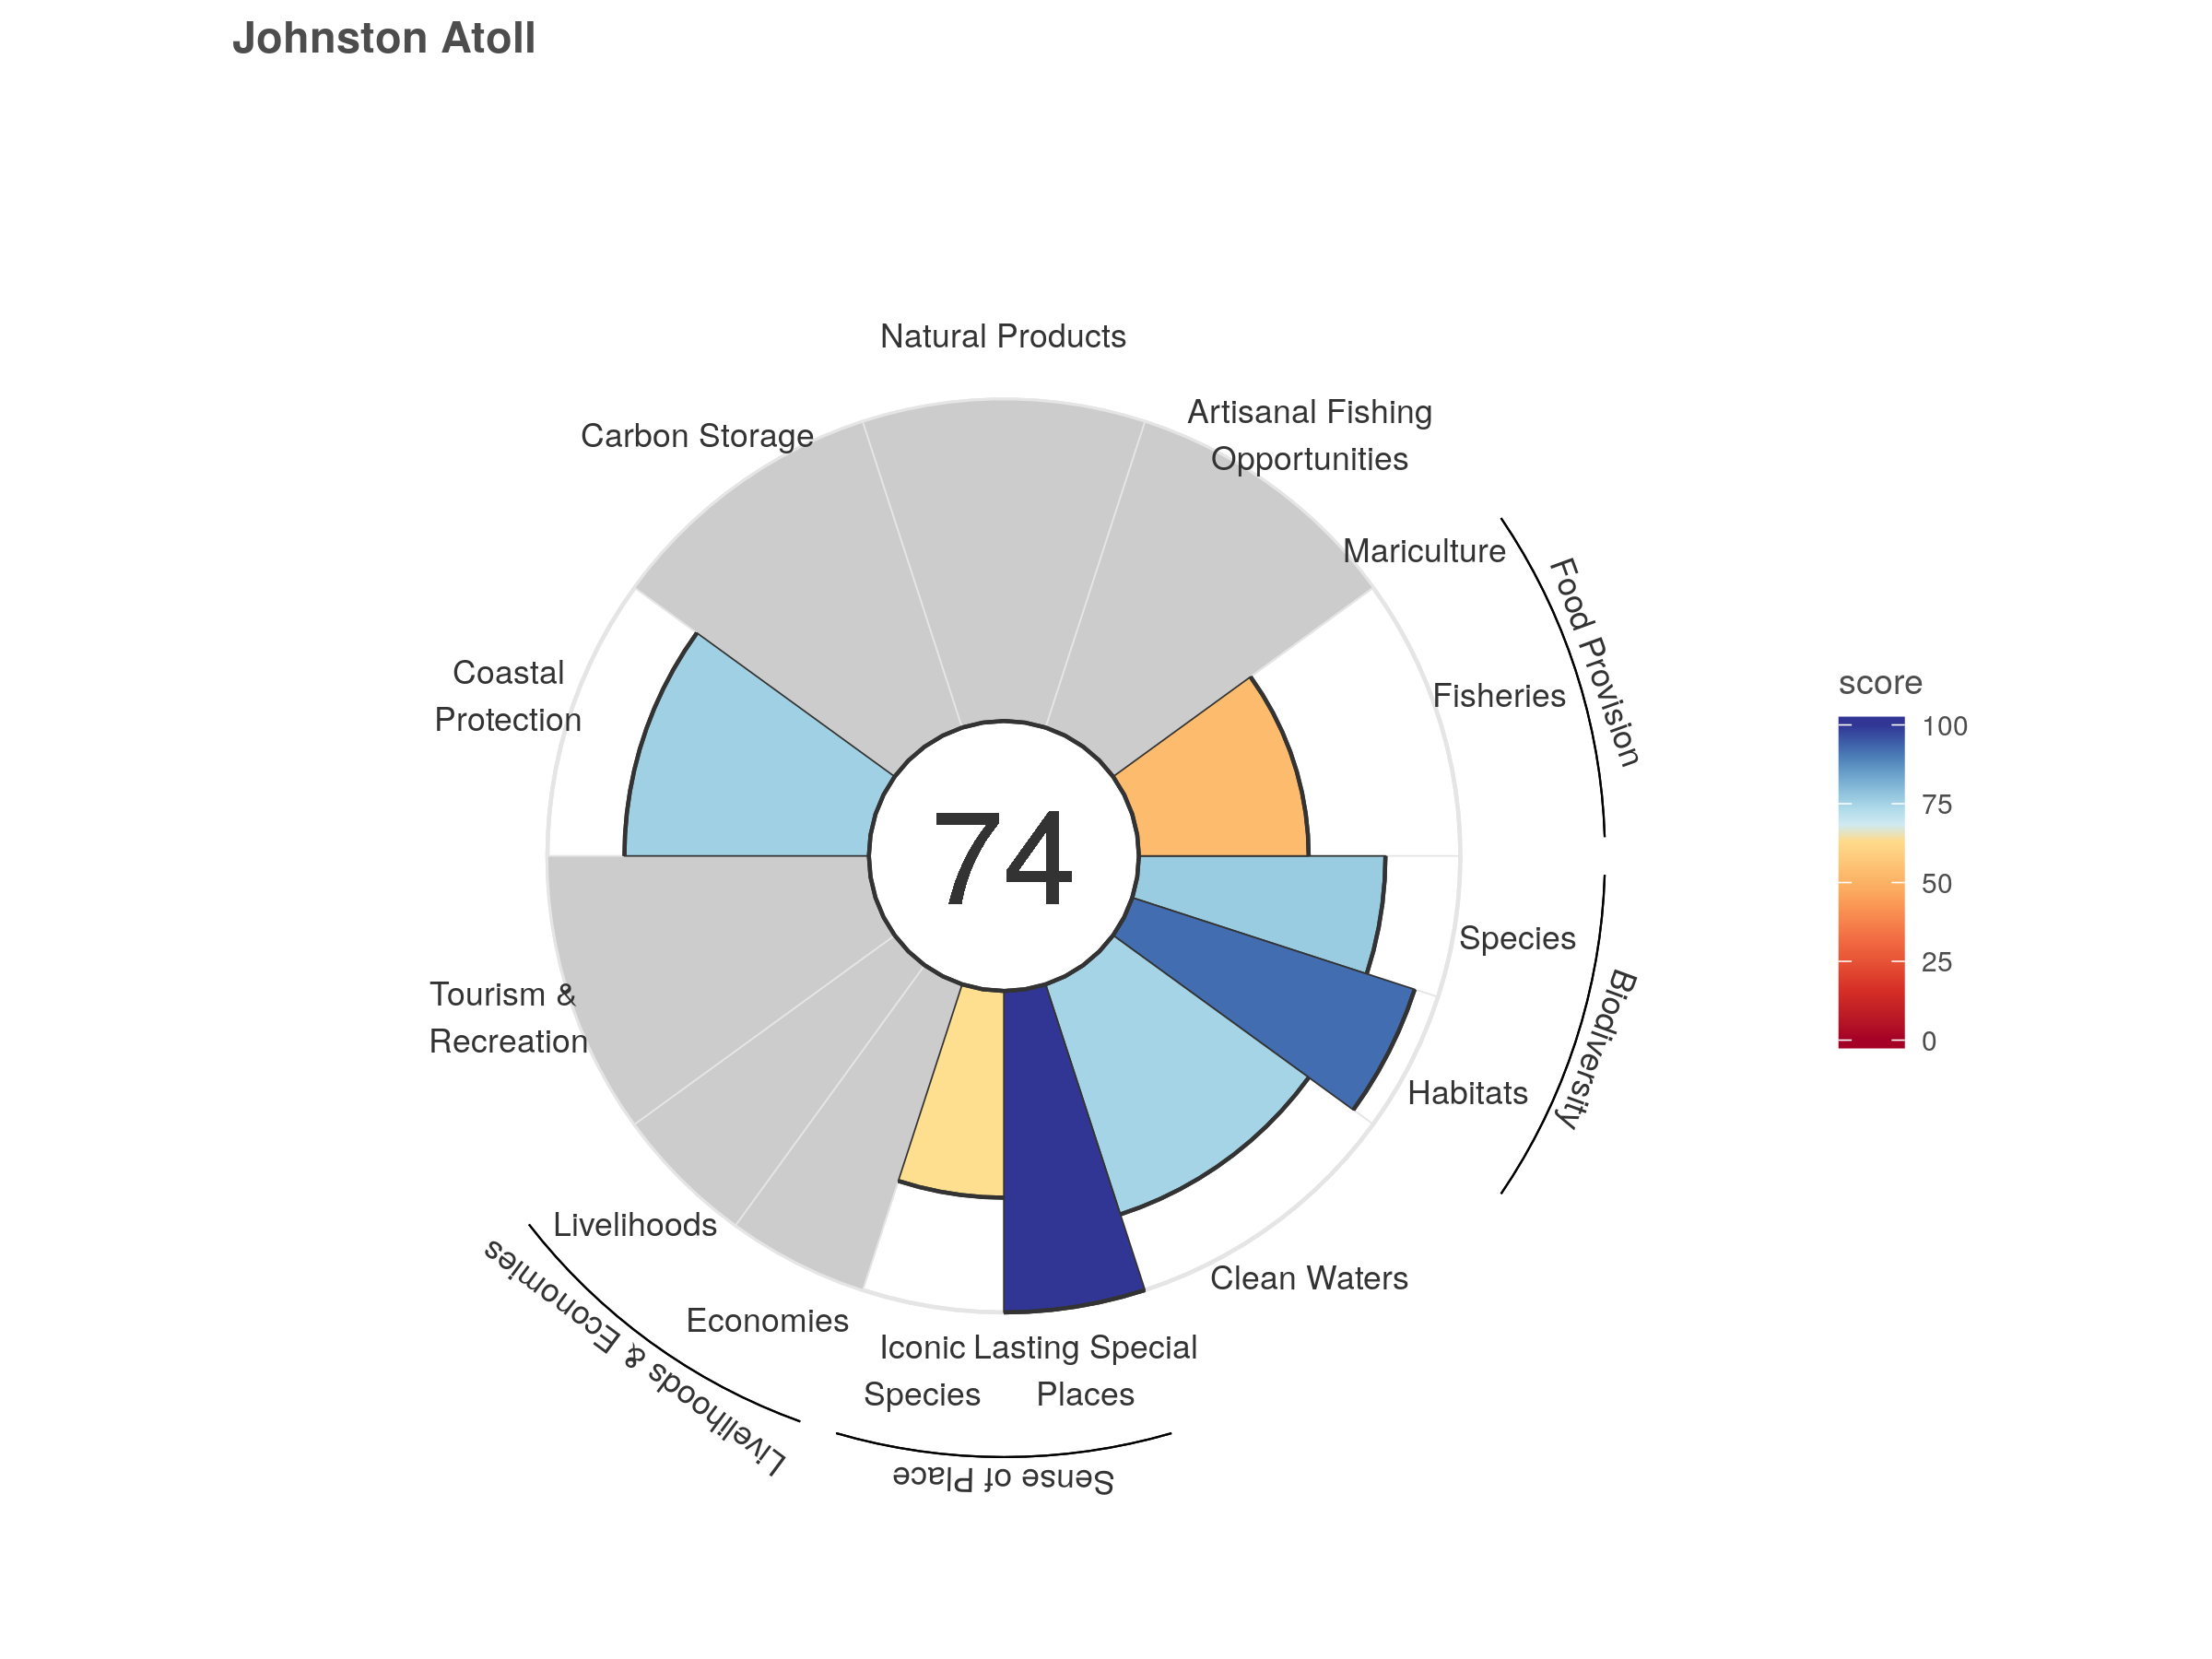 Johnston Atoll
Natural Products
Carbon Storage
Artisanal Fishing
Opportunities
Mariculture
Food Provision
Fisheries
Coastal
Protection
74
Species
Biodiversity
Habitats
Tourism &
Recreation
Livelihoods
Livelihoods & Economies
Economies
Clean Waters
Iconic
Species
Lasting Special
Places
Sense of Place
score
100
75
50
25
0